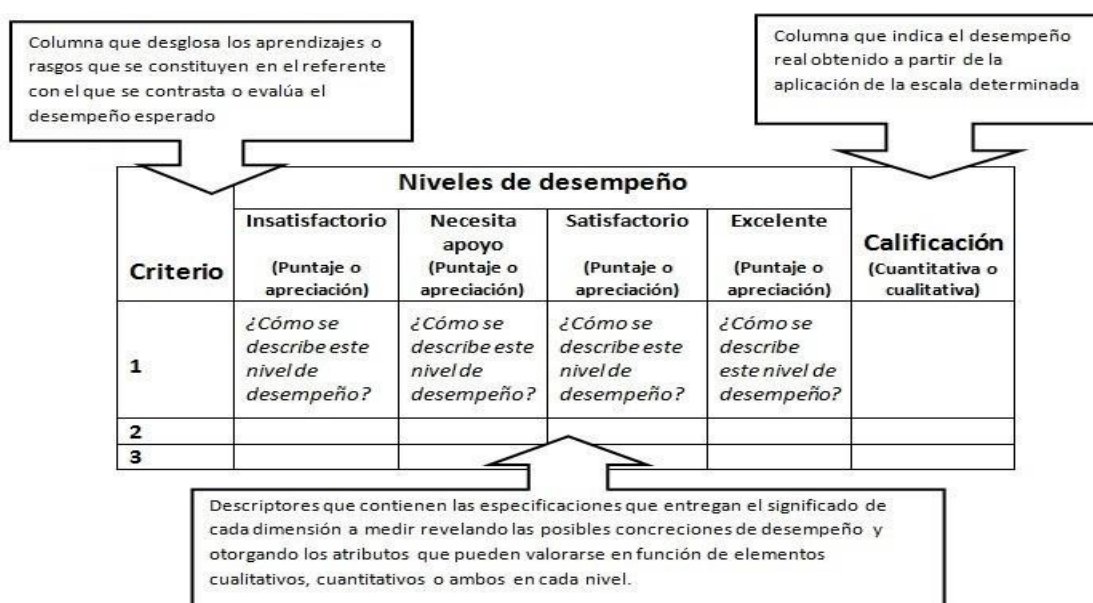 Columna que desglosa los aprendizajes o
rasgos que se constituyen en el referente
con el que se contrasta o evalúa el
desempeño esperado
Columna que indica el desempeño
real obtenido a partir de la
aplicación de la escala determinada
Criterio
Niveles de desempeño
Insatisfactorio
(Puntaje o
apreciación)
Necesita
apoyo
(Puntaje o
apreciación)
Satisfactorio
(Puntaje o
apreciación)
Excelente
(Puntaje o
apreciación)
Calificación
(Cuantitativa o
cualitativa)
1
¿Cómo se
describe este
nivel de
desempeño?
¿Cómo se
describe este
nivel de
desempeño?
¿Cómo se
describe este
nivel de
desempeño?
¿Cómo se
describe
este nivel de
desempeño?
2
3
Descriptores que contienen las especificaciones que entregan el significado de
cada dimensión a medir revelando las posibles concreciones de desempeño y
otorgando los atributos que pueden valorarse en función de elementos
cualitativos, cuantitativos o ambos en cada nivel.